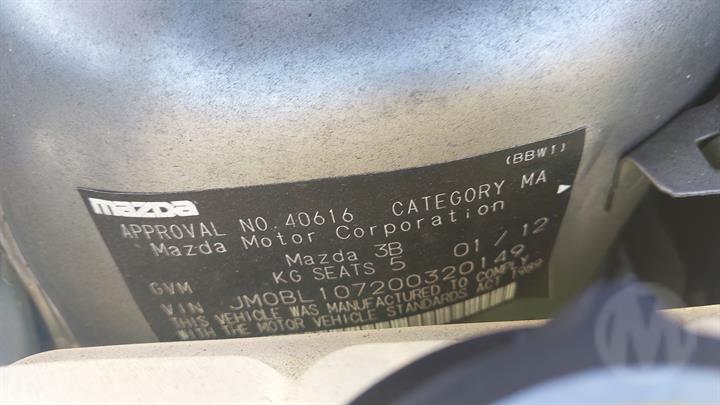 (BBW1)
mazda
APPROVAL NO. 40616 CATEGORY MA
Mazda Motor Corporation
Mazda 3B 01/12
GVM KG SEATS 5
VIN JM0BL107200320149
THIS VEHICLE WAS MANUFACTURED TO COMPLY
WITH THE MOTOR VEHICLE STANDARDS ACT 1989
M